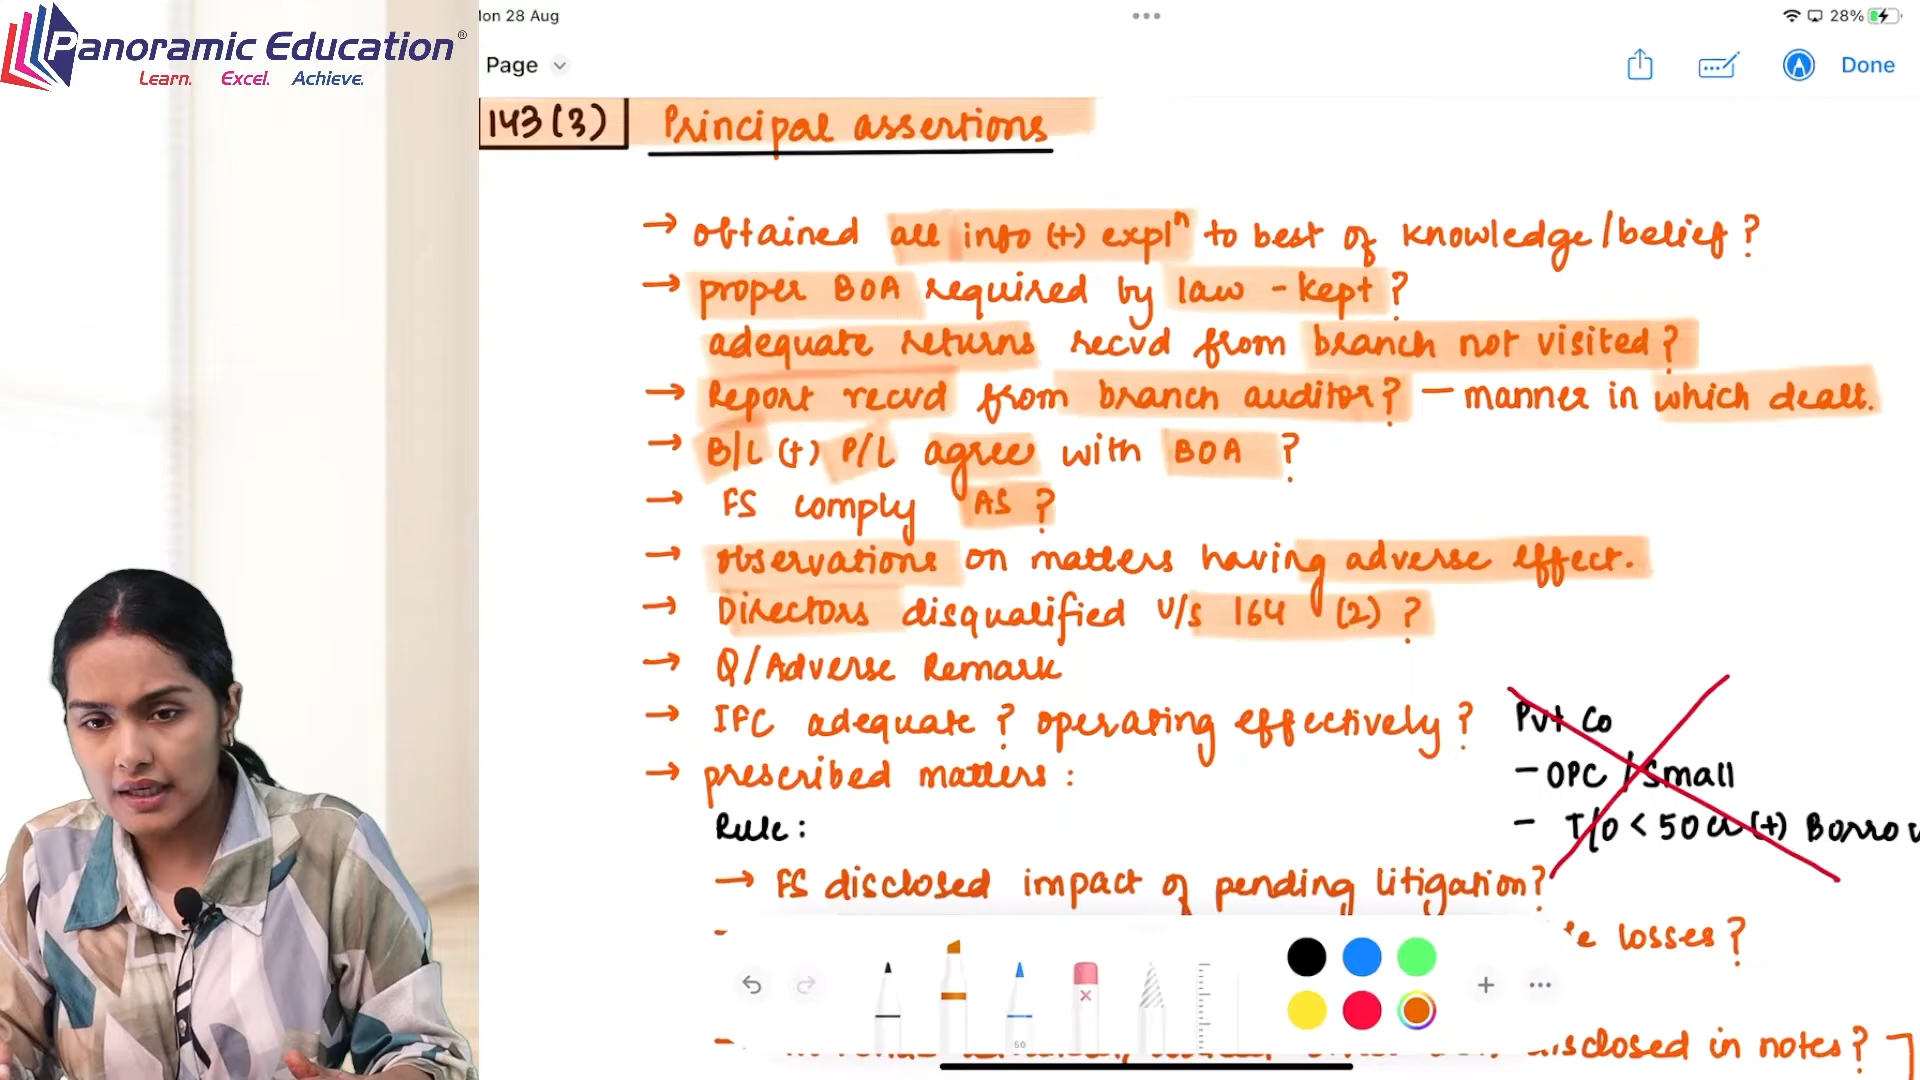 Panoramic Education®
Learn. Excel. Achieve.
Mon 28 Aug
28%
Page
Done
143(3) Principal assertions
→ obtained all info (+) explⁿ to best of knowledge/belief?
→ proper BOA required by law - kept?
adequate returns recvd from branch not visited?
→ Report recvd from branch auditor? — manner in which dealt.
→ B/L (+) P/L agree with BOA ?
→ FS comply AS ?
→ observations on matters having adverse effect.
→ Directors disqualified u/s 164 (2) ?
→ Q/Adverse Remark
→ IFC adequate ? operating effectively ?
Pvt Co
→ prescribed matters :
- OPC / Small
Rule :
- T/O < 50 cr (+) Borro
→ FS disclosed impact of pending litigation?
losses ?
50
disclosed in notes ?